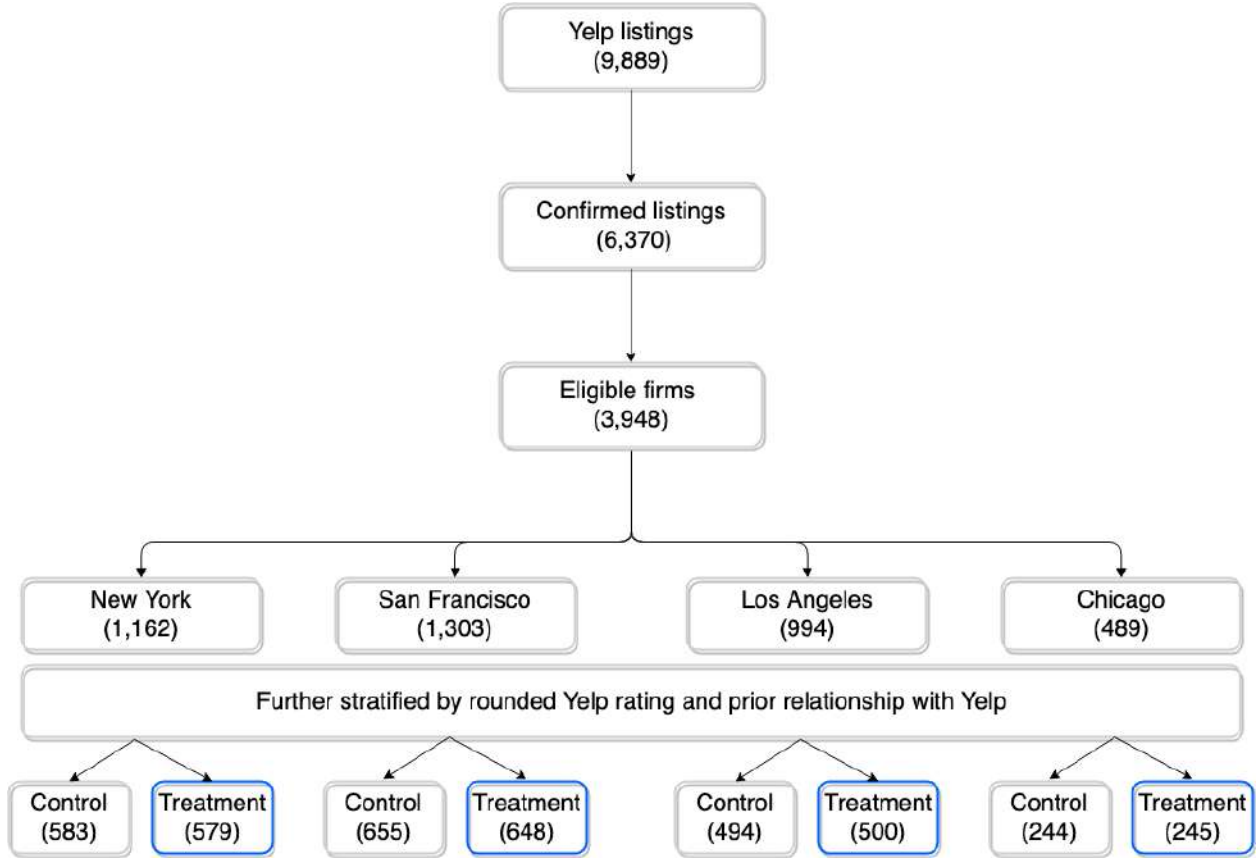 Yelp listings
(9,889)
Confirmed listings
(6,370)
Eligible firms
(3,948)
New York
(1,162)
San Francisco
(1,303)
Los Angeles
(994)
Chicago
(489)
Further stratified by rounded Yelp rating and prior relationship with Yelp
Control
(583)
Treatment
(579)
Control
(655)
Treatment
(648)
Control
(494)
Treatment
(500)
Control
(244)
Treatment
(245)